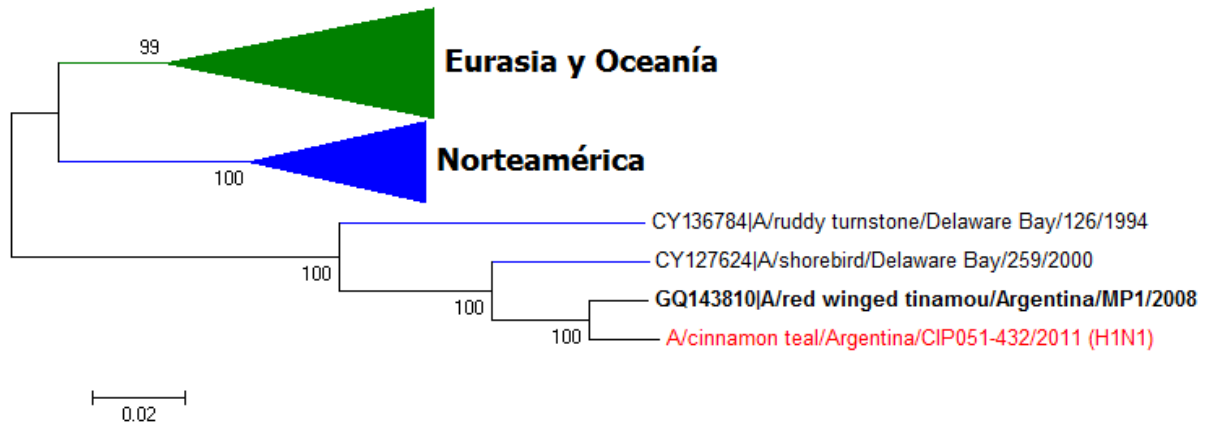 99
Eurasia y Oceanía
100
Norteamérica
CY136784|A/ruddy turnstone/Delaware Bay/126/1994
100
CY127624|A/shorebird/Delaware Bay/259/2000
100
GQ143810|A/red winged tinamou/Argentina/MP1/2008
100
A/cinnamon teal/Argentina/CIP051-432/2011 (H1N1)
0.02